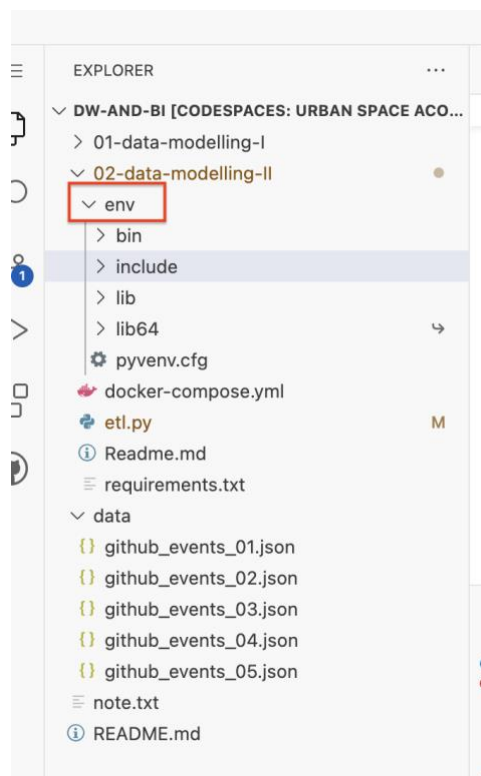 EXPLORER ...
DW-AND-BI [CODESPACES: URBAN SPACE ACO...
01-data-modelling-I
02-data-modelling-II
env
bin
include
1
lib
lib64
pyvenv.cfg
docker-compose.yml
etl.py M
Readme.md
requirements.txt
data
{} github_events_01.json
{} github_events_02.json
{} github_events_03.json
{} github_events_04.json
{} github_events_05.json
note.txt
README.md